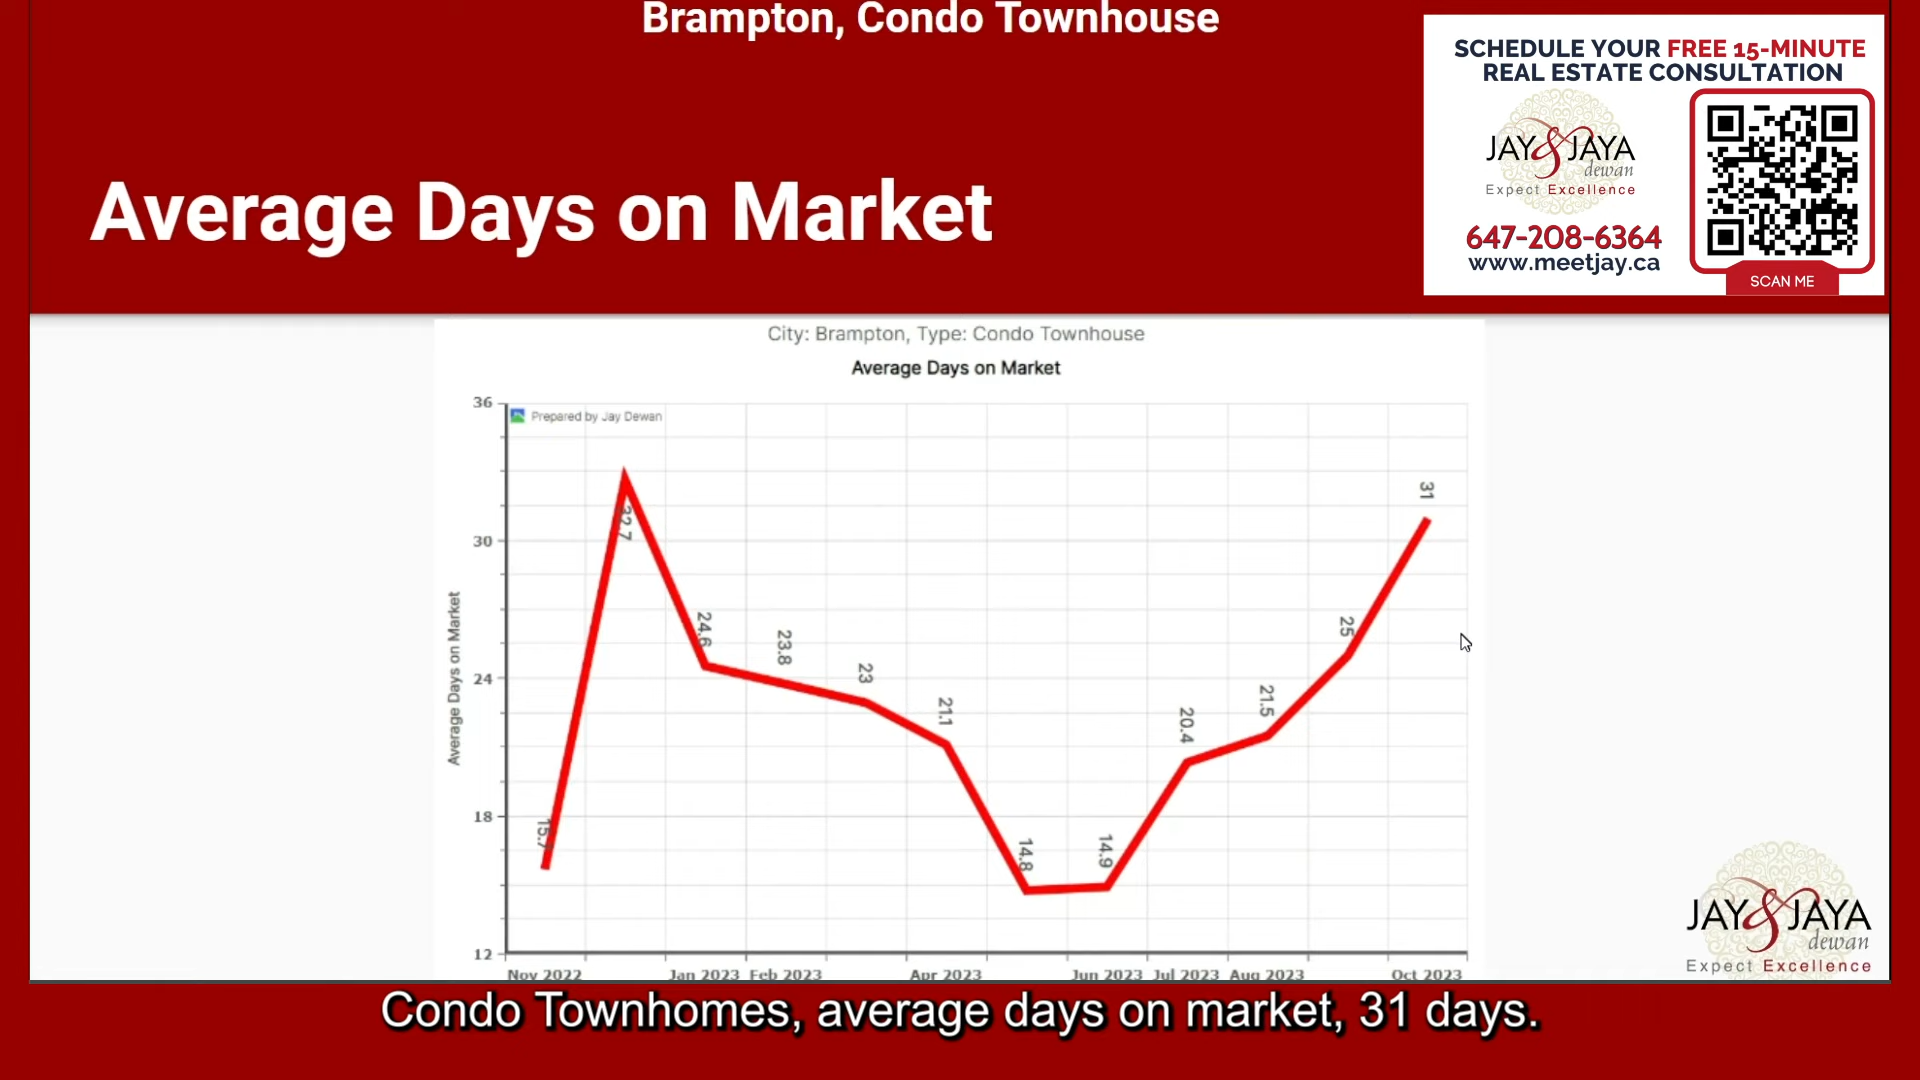 Brampton, Condo Townhouse
SCHEDULE YOUR FREE 15-MINUTE
REAL ESTATE CONSULTATION
JAY & JAYA
dewan
Expect Excellence
647-208-6364
www.meetjay.ca
SCAN ME
Average Days on Market
City: Brampton, Type: Condo Townhouse
Average Days on Market
Prepared by Jay Dewan
36
30
24
18
12
Average Days on Market
15.7
32.7
24.6
23.8
23
21.1
14.8
14.9
20.4
21.5
25
31
Nov 2022
Jan 2023
Feb 2023
Apr 2023
Jun 2023
Jul 2023
Aug 2023
Oct 2023
JAY & JAYA
dewan
Expect Excellence
Condo Townhomes, average days on market, 31 days.